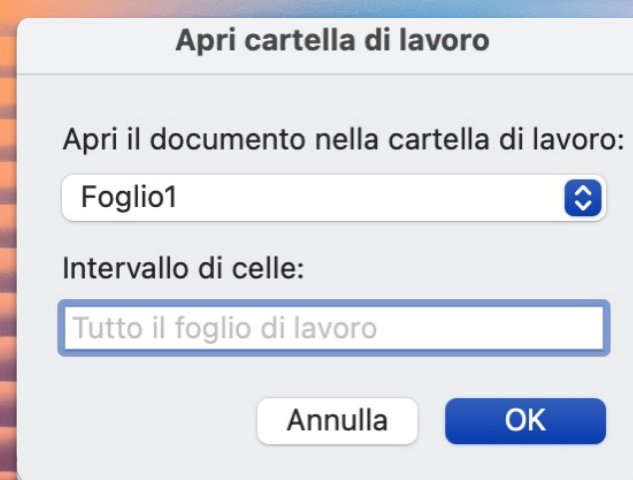 Apri cartella di lavoro
Apri il documento nella cartella di lavoro:
Foglio1
Intervallo di celle:
Tutto il foglio di lavoro
Annulla
OK